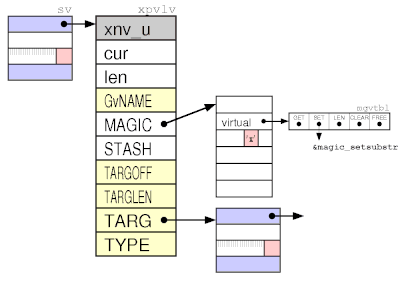 sv
xpvlv
xnv_u
cur
len
GvNAME
MAGIC
STASH
TARGOFF
TARGLEN
TARG
TYPE
virtual
'r'
mgvtbl
GET SET LEN CLEAR FREE
&magic_setsubstr